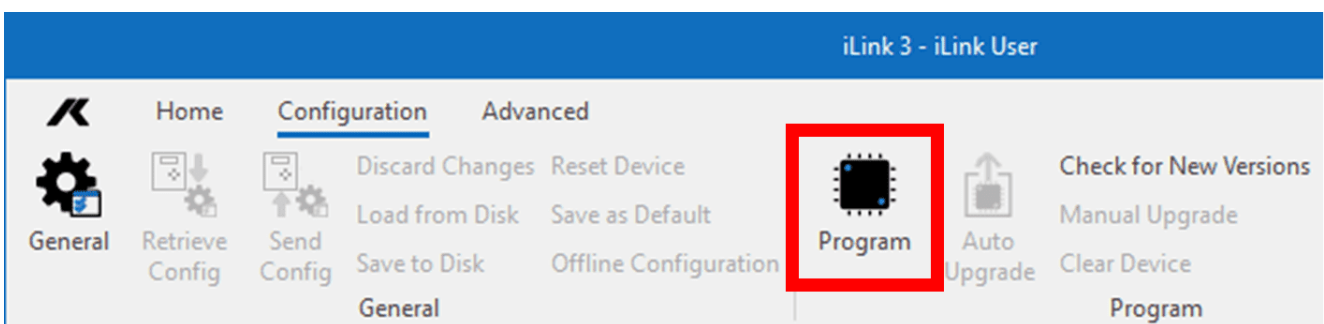 iLink 3 - iLink User
Home Configuration Advanced
General
Retrieve
Config
Send
Config
Discard Changes
Load from Disk
Save to Disk
Reset Device
Save as Default
Offline Configuration
General
Program
Auto
Upgrade
Check for New Versions
Manual Upgrade
Clear Device
Program